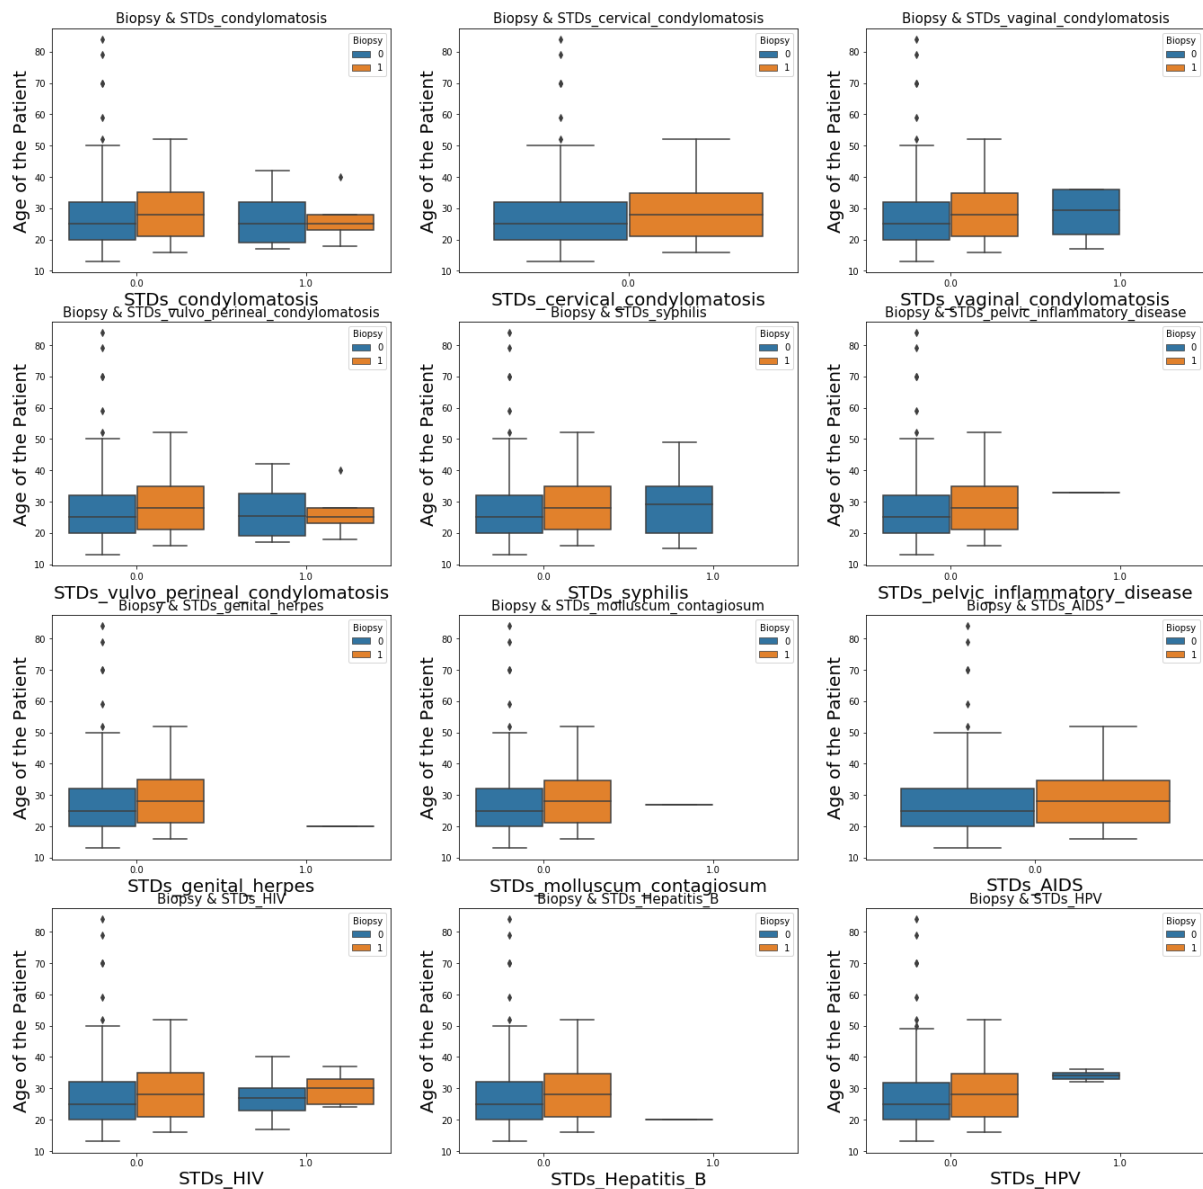 Biopsy & STDs_condylomatosis
Age of the Patient
80
70
60
50
40
30
20
10
Biopsy
0
1
0.0 1.0
STDs_condylomatosis
Biopsy & STDs_cervical_condylomatosis
Age of the Patient
80
70
60
50
40
30
20
10
Biopsy
0
1
0.0
STDs_cervical_condylomatosis
Biopsy & STDs_vaginal_condylomatosis
Age of the Patient
80
70
60
50
40
30
20
10
Biopsy
0
1
0.0 1.0
STDs_vaginal_condylomatosis
Biopsy & STDs_vulvo_perineal_condylomatosis
Age of the Patient
80
70
60
50
40
30
20
10
Biopsy
0
1
0.0 1.0
STDs_vulvo_perineal_condylomatosis
Biopsy & STDs_syphilis
Age of the Patient
80
70
60
50
40
30
20
10
Biopsy
0
1
0.0 1.0
STDs_syphilis
Biopsy & STDs_pelvic_inflammatory_disease
Age of the Patient
80
70
60
50
40
30
20
10
Biopsy
0
1
0.0 1.0
STDs_pelvic_inflammatory_disease
Biopsy & STDs_genital_herpes
Age of the Patient
80
70
60
50
40
30
20
10
Biopsy
0
1
0.0 1.0
STDs_genital_herpes
Biopsy & STDs_molluscum_contagiosum
Age of the Patient
80
70
60
50
40
30
20
10
Biopsy
0
1
0.0 1.0
STDs_molluscum_contagiosum
Biopsy & STDs_AIDS
Age of the Patient
80
70
60
50
40
30
20
10
Biopsy
0
1
0.0
STDs_AIDS
Biopsy & STDs_HIV
Age of the Patient
80
70
60
50
40
30
20
10
Biopsy
0
1
0.0 1.0
STDs_HIV
Biopsy & STDs_Hepatitis_B
Age of the Patient
80
70
60
50
40
30
20
10
Biopsy
0
1
0.0 1.0
STDs_Hepatitis_B
Biopsy & STDs_HPV
Age of the Patient
80
70
60
50
40
30
20
10
Biopsy
0
1
0.0 1.0
STDs_HPV